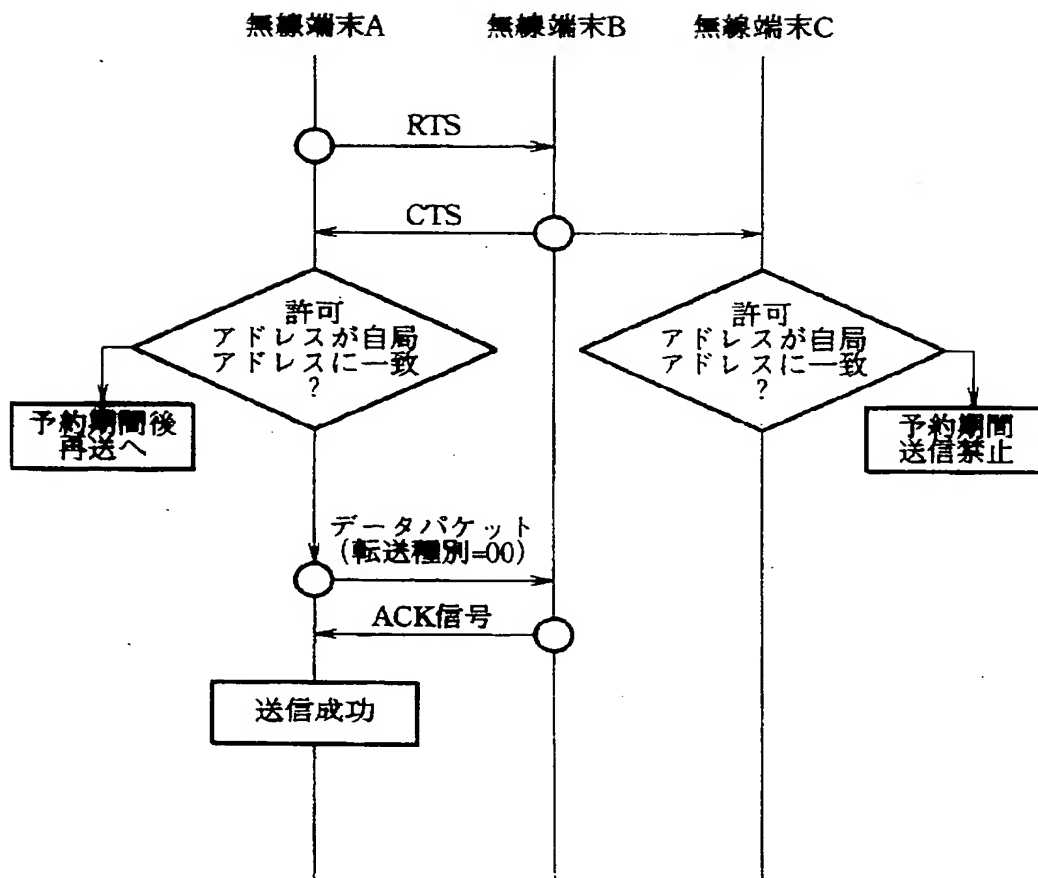 無線端末A
無線端末B
無線端末C
RTS
CTS
許可
アドレスが自局
アドレスに一致
?
許可
アドレスが自局
アドレスに一致
?
予約期間後
再送へ
予約期間
送信禁止
データパケット
(転送種別=00)
ACK信号
送信成功